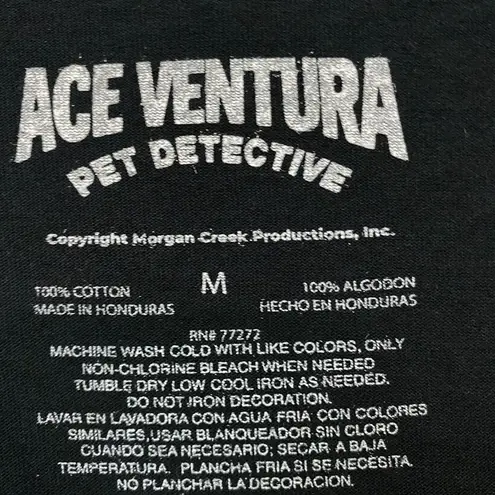 ACE VENTURA
PET DETECTIVE
Copyright Morgan Creek Productions, Inc.
100% COTTON M 100% ALGODON
MADE IN HONDURAS HECHO EN HONDURAS
RN# 77272
MACHINE WASH COLD WITH LIKE COLORS, ONLY
NON-CHLORINE BLEACH WHEN NEEDED
TUMBLE DRY LOW COOL IRON AS NEEDED.
DO NOT IRON DECORATION.
LAVAR EN LAVADORA CON AGUA FRIA CON COLORES
SIMILARES, USAR BLANQUEADOR SIN CLORO
CUANDO SEA NECESARIO; SECAR A BAJA
TEMPERATURA. PLANCHA FRIA SI SE NECESITA.
NO PLANCHAR LA DECORACION.